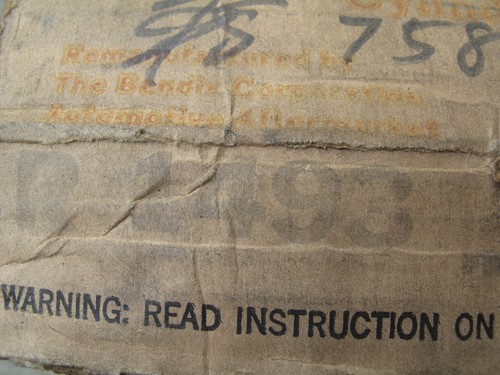 758
Remanufactured by
The Bendix Corporation
Automotive Aftermarket
1493
WARNING: READ INSTRUCTION ON